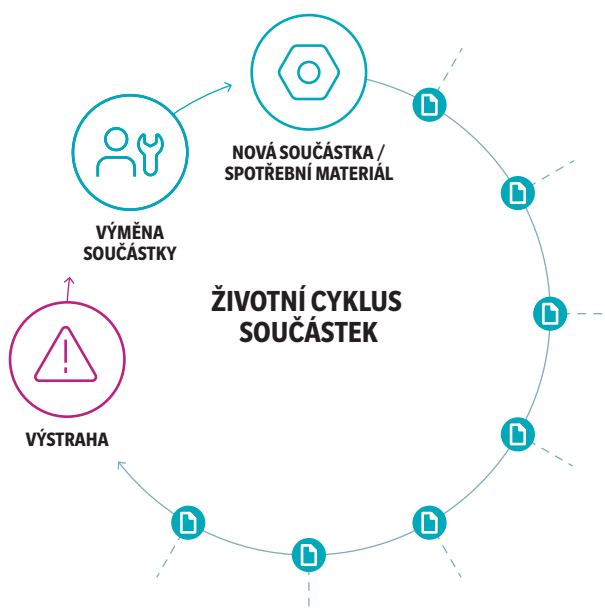 NOVÁ SOUČÁSTKA /
SPOTŘEBNÍ MATERIÁL
VÝMĚNA
SOUČÁSTKY
ŽIVOTNÍ CYKLUS
SOUČÁSTEK
VÝSTRAHA